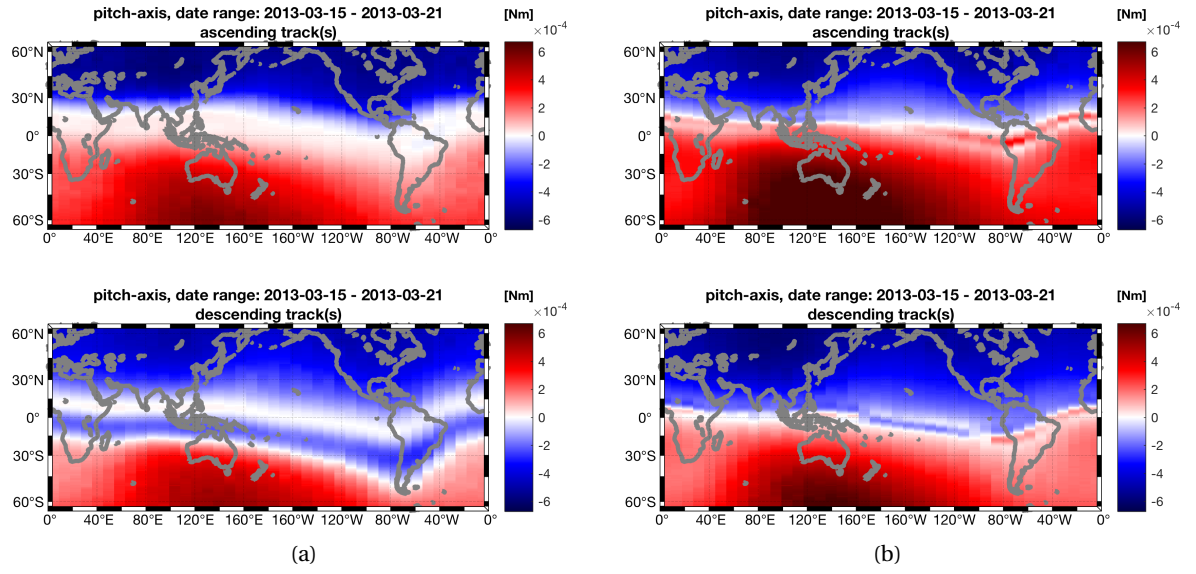 pitch-axis, date range: 2013-03-15 - 2013-03-21
ascending track(s)
[Nm]
×10-4
60°N
30°N
0°
30°S
60°S
0° 40°E 80°E 120°E 160°E 160°W 120°W 80°W 40°W 0°
6
4
2
0
-2
-4
-6
pitch-axis, date range: 2013-03-15 - 2013-03-21
ascending track(s)
[Nm]
×10-4
60°N
30°N
0°
30°S
60°S
0° 40°E 80°E 120°E 160°E 160°W 120°W 80°W 40°W 0°
6
4
2
0
-2
-4
-6
pitch-axis, date range: 2013-03-15 - 2013-03-21
descending track(s)
[Nm]
×10-4
60°N
30°N
0°
30°S
60°S
0° 40°E 80°E 120°E 160°E 160°W 120°W 80°W 40°W 0°
6
4
2
0
-2
-4
-6
pitch-axis, date range: 2013-03-15 - 2013-03-21
descending track(s)
[Nm]
×10-4
60°N
30°N
0°
30°S
60°S
0° 40°E 80°E 120°E 160°E 160°W 120°W 80°W 40°W 0°
6
4
2
0
-2
-4
-6
(a)
(b)